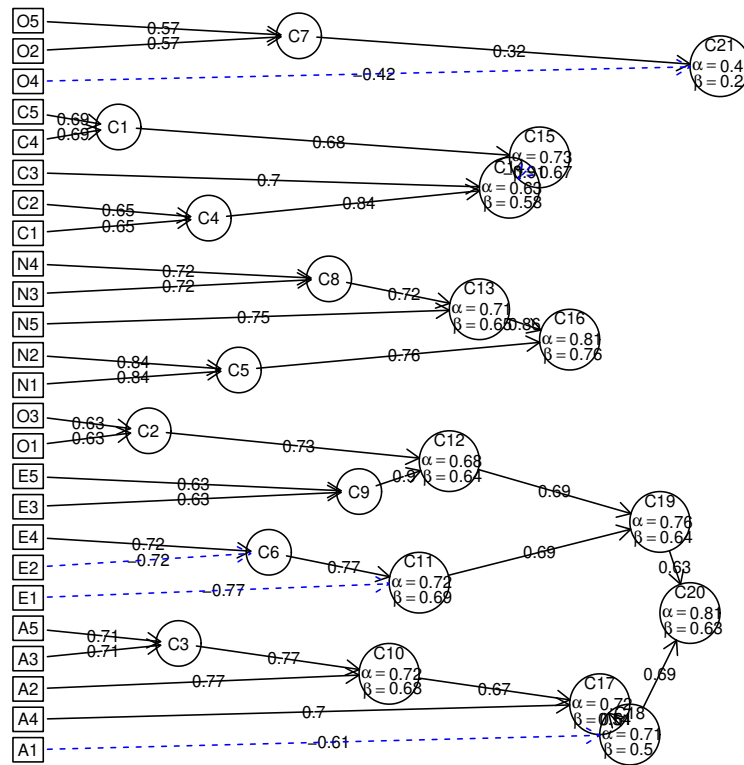 O5
O2
O4
C5
C4
C3
C2
C1
N4
N3
N5
N2
N1
O3
O1
E5
E3
E4
E2
E1
A5
A3
A2
A4
A1
0.57
0.57
C7
0.32
−0.42
C21
α = 0.4
β = 0.2
0.69
0.69
C1
0.68
C15
α = 0.73
0.7
α = 0.63
β = 0.58
0.65
0.65
C4
0.84
0.72
0.72
C8
0.72
C13
α = 0.71
0.75
C16
α = 0.81
β = 0.76
0.84
0.84
C5
0.76
0.63
0.63
C2
0.73
C12
α = 0.68
β = 0.64
0.63
0.63
C9
0.9
0.69
C19
α = 0.76
β = 0.64
0.72
−0.72
C6
0.77
C11
α = 0.72
β = 0.69
−0.77
0.69
0.63
C20
α = 0.81
β = 0.63
0.71
0.71
C3
0.77
C10
α = 0.72
β = 0.68
0.77
0.67
C17
0.7
−0.61
α = 0.71
β = 0.5
0.69